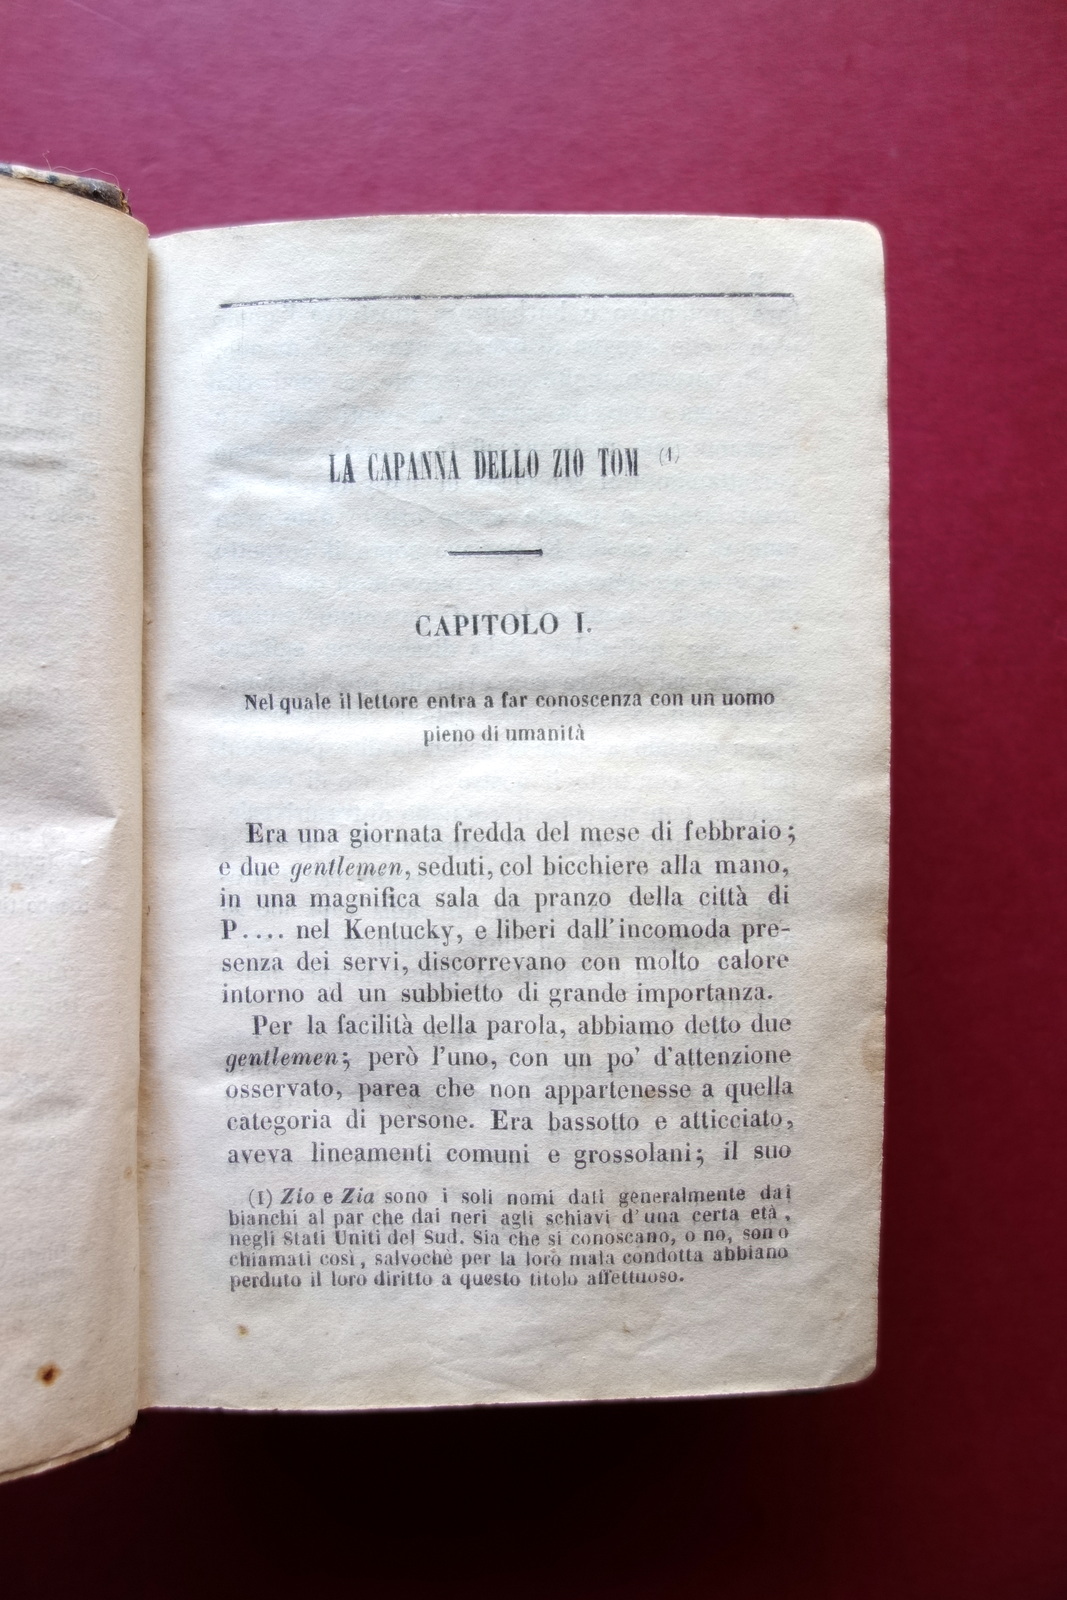 LA CAPANNA DELLO ZIO TOM (1)
CAPITOLO I.
Nel quale il lettore entra a far conoscenza con un uomo
pieno di umanità
Era una giornata fredda del mese di febbraio;
e due gentlemen, seduti, col bicchiere alla mano,
in una magnifica sala da pranzo della città di
P.... nel Kentucky, e liberi dall'incomoda pre-
senza dei servi, discorrevano con molto calore
intorno ad un subbietto di grande importanza.
Per la facilità della parola, abbiamo detto due
gentlemen; però l'uno, con un po' d'attenzione
osservato, parea che non appartenesse a quella
categoria di persone. Era bassotto e atticciato,
aveva lineamenti comuni e grossolani; il suo
(1) Zio e Zia sono i soli nomi dati generalmente dai
bianchi al par che dai neri agli schiavi d'una certa età,
negli Stati Uniti del Sud. Sia che si conoscano, o no, sono
chiamati così, salvochè per la loro mala condotta abbiano
perduto il loro diritto a questo titolo affettuoso.